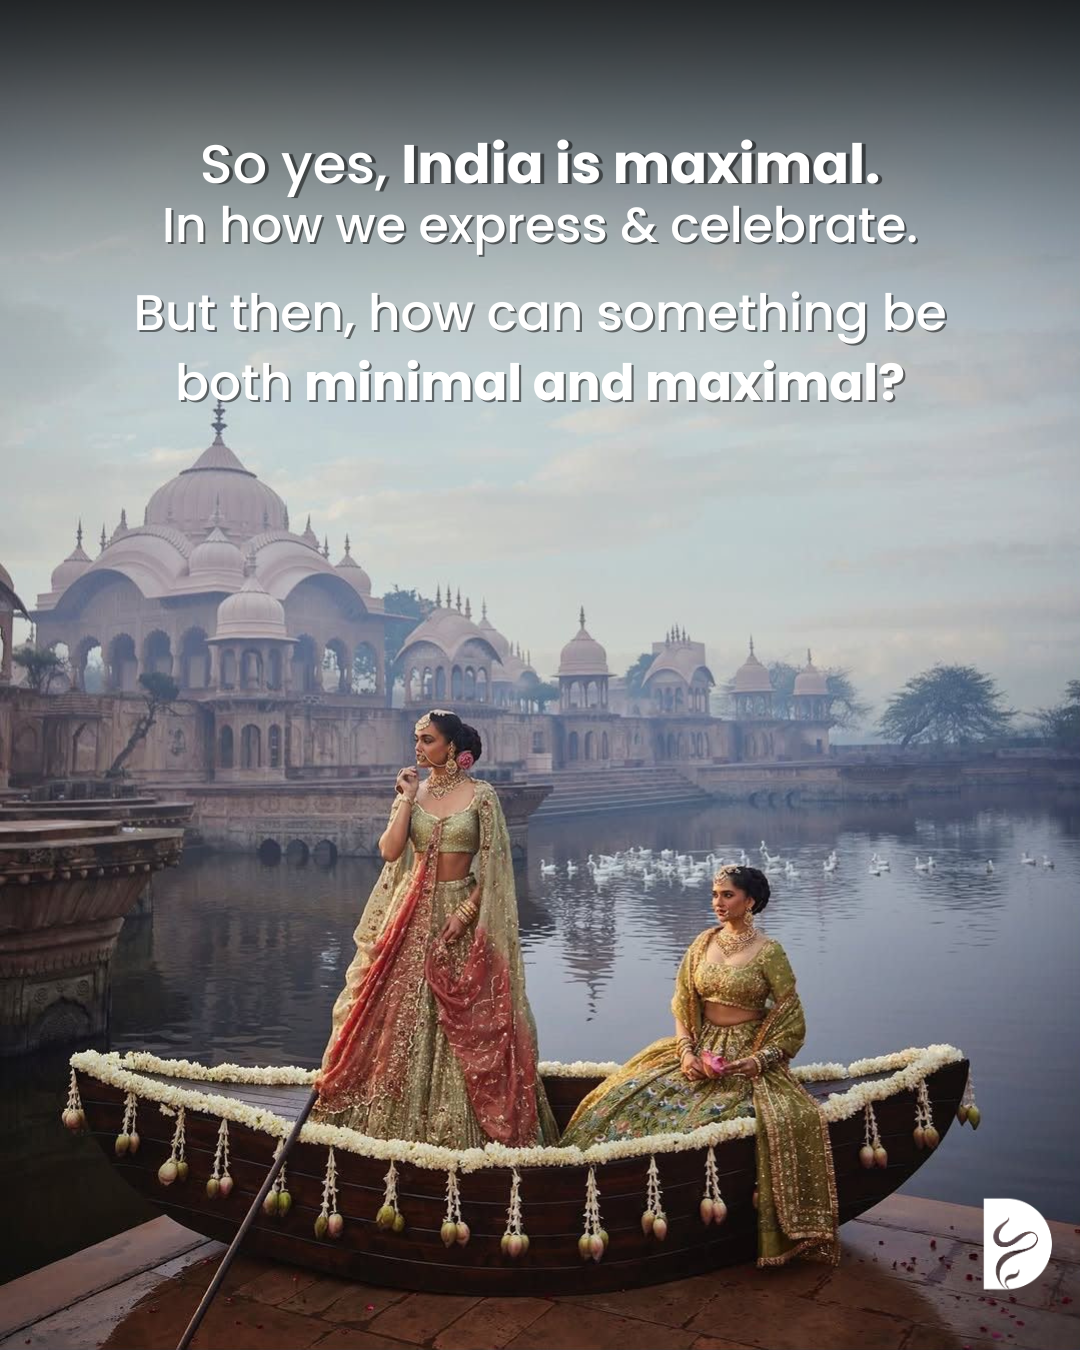 So yes, India is maximal.
In how we express & celebrate.
But then, how can something be
both minimal and maximal?